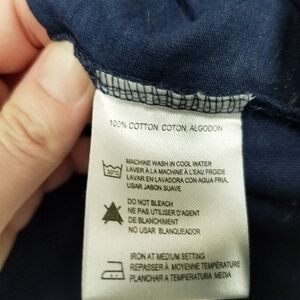 100% COTTON, COTON, ALGODON
30°C
MACHINE WASH IN COOL WATER
LAVER À LA MACHINE À L'EAU FROIDE
LAVAR EN LAVADORA CON AGUA FRIA,
USAR JABON SUAVE.
DO NOT BLEACH
NE PAS UTILISER D'AGENT
DE BLANCHIMENT
NO USAR BLANQUEADOR
IRON AT MEDIUM SETTING
REPASSER À MOYENNE TEMPÉRATURE
PLANCHAR A TEMPERATURA MEDIA